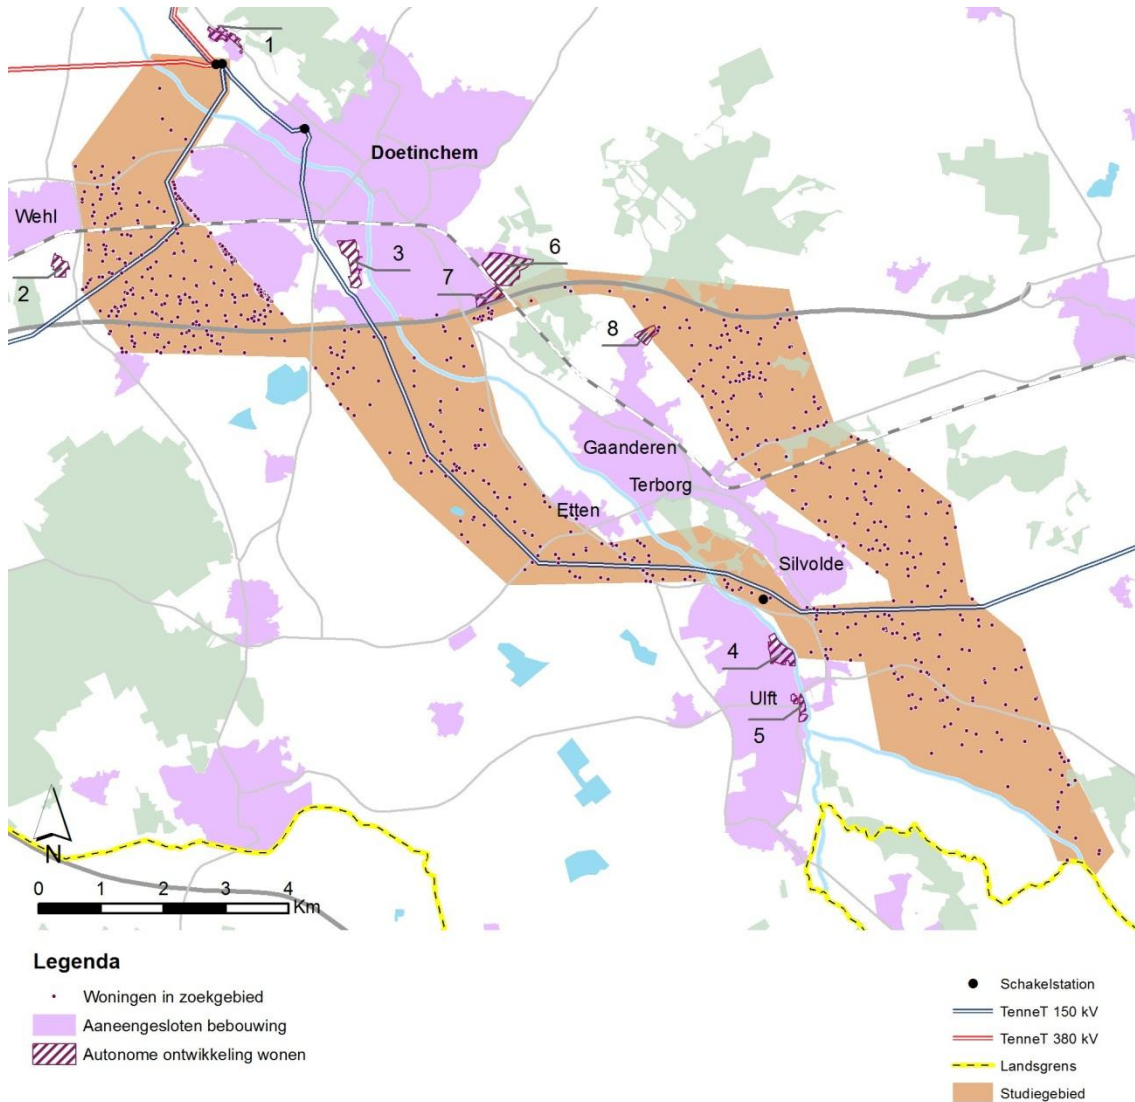 1
Doetinchem
Wehl
2
3
6
7
8
Gaanderen
Terborg
Etten
Silvolde
4
Ulft
5
N
0 1 2 3 4
Km
Legenda
Woningen in zoekgebied
Aaneengesloten bebouwing
Autonome ontwikkeling wonen
Schakelstation
TenneT 150 kV
TenneT 380 kV
Landsgrens
Studiegebied